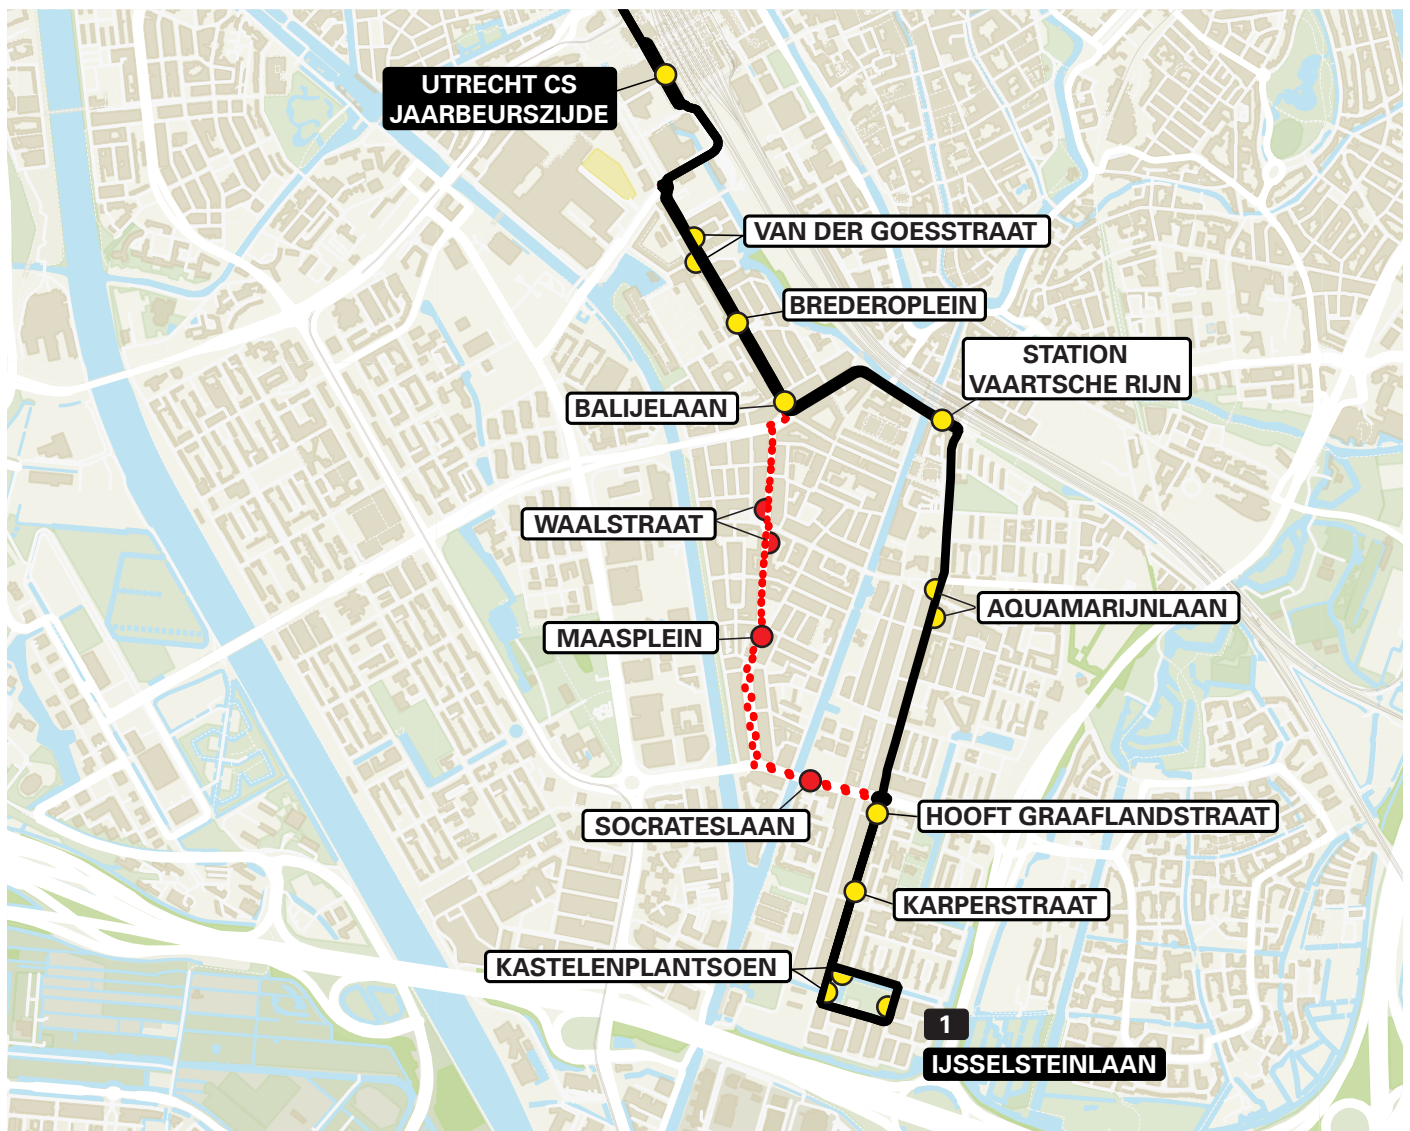 UTRECHT CS
JAARBEURSZIJDE
VAN DER GOESSTRAAT
BREDEROPLEIN
STATION
VAARTSCHE RIJN
BALIJELAAN
WAALSTRAAT
AQUAMARIJNLAAN
MAASPLEIN
HOOFT GRAAFLANDSTRAAT
SOCRATESLAAN
KARPERSTRAAT
KASTELENPLANTSOEN
1
IJSSELSTEINLAAN